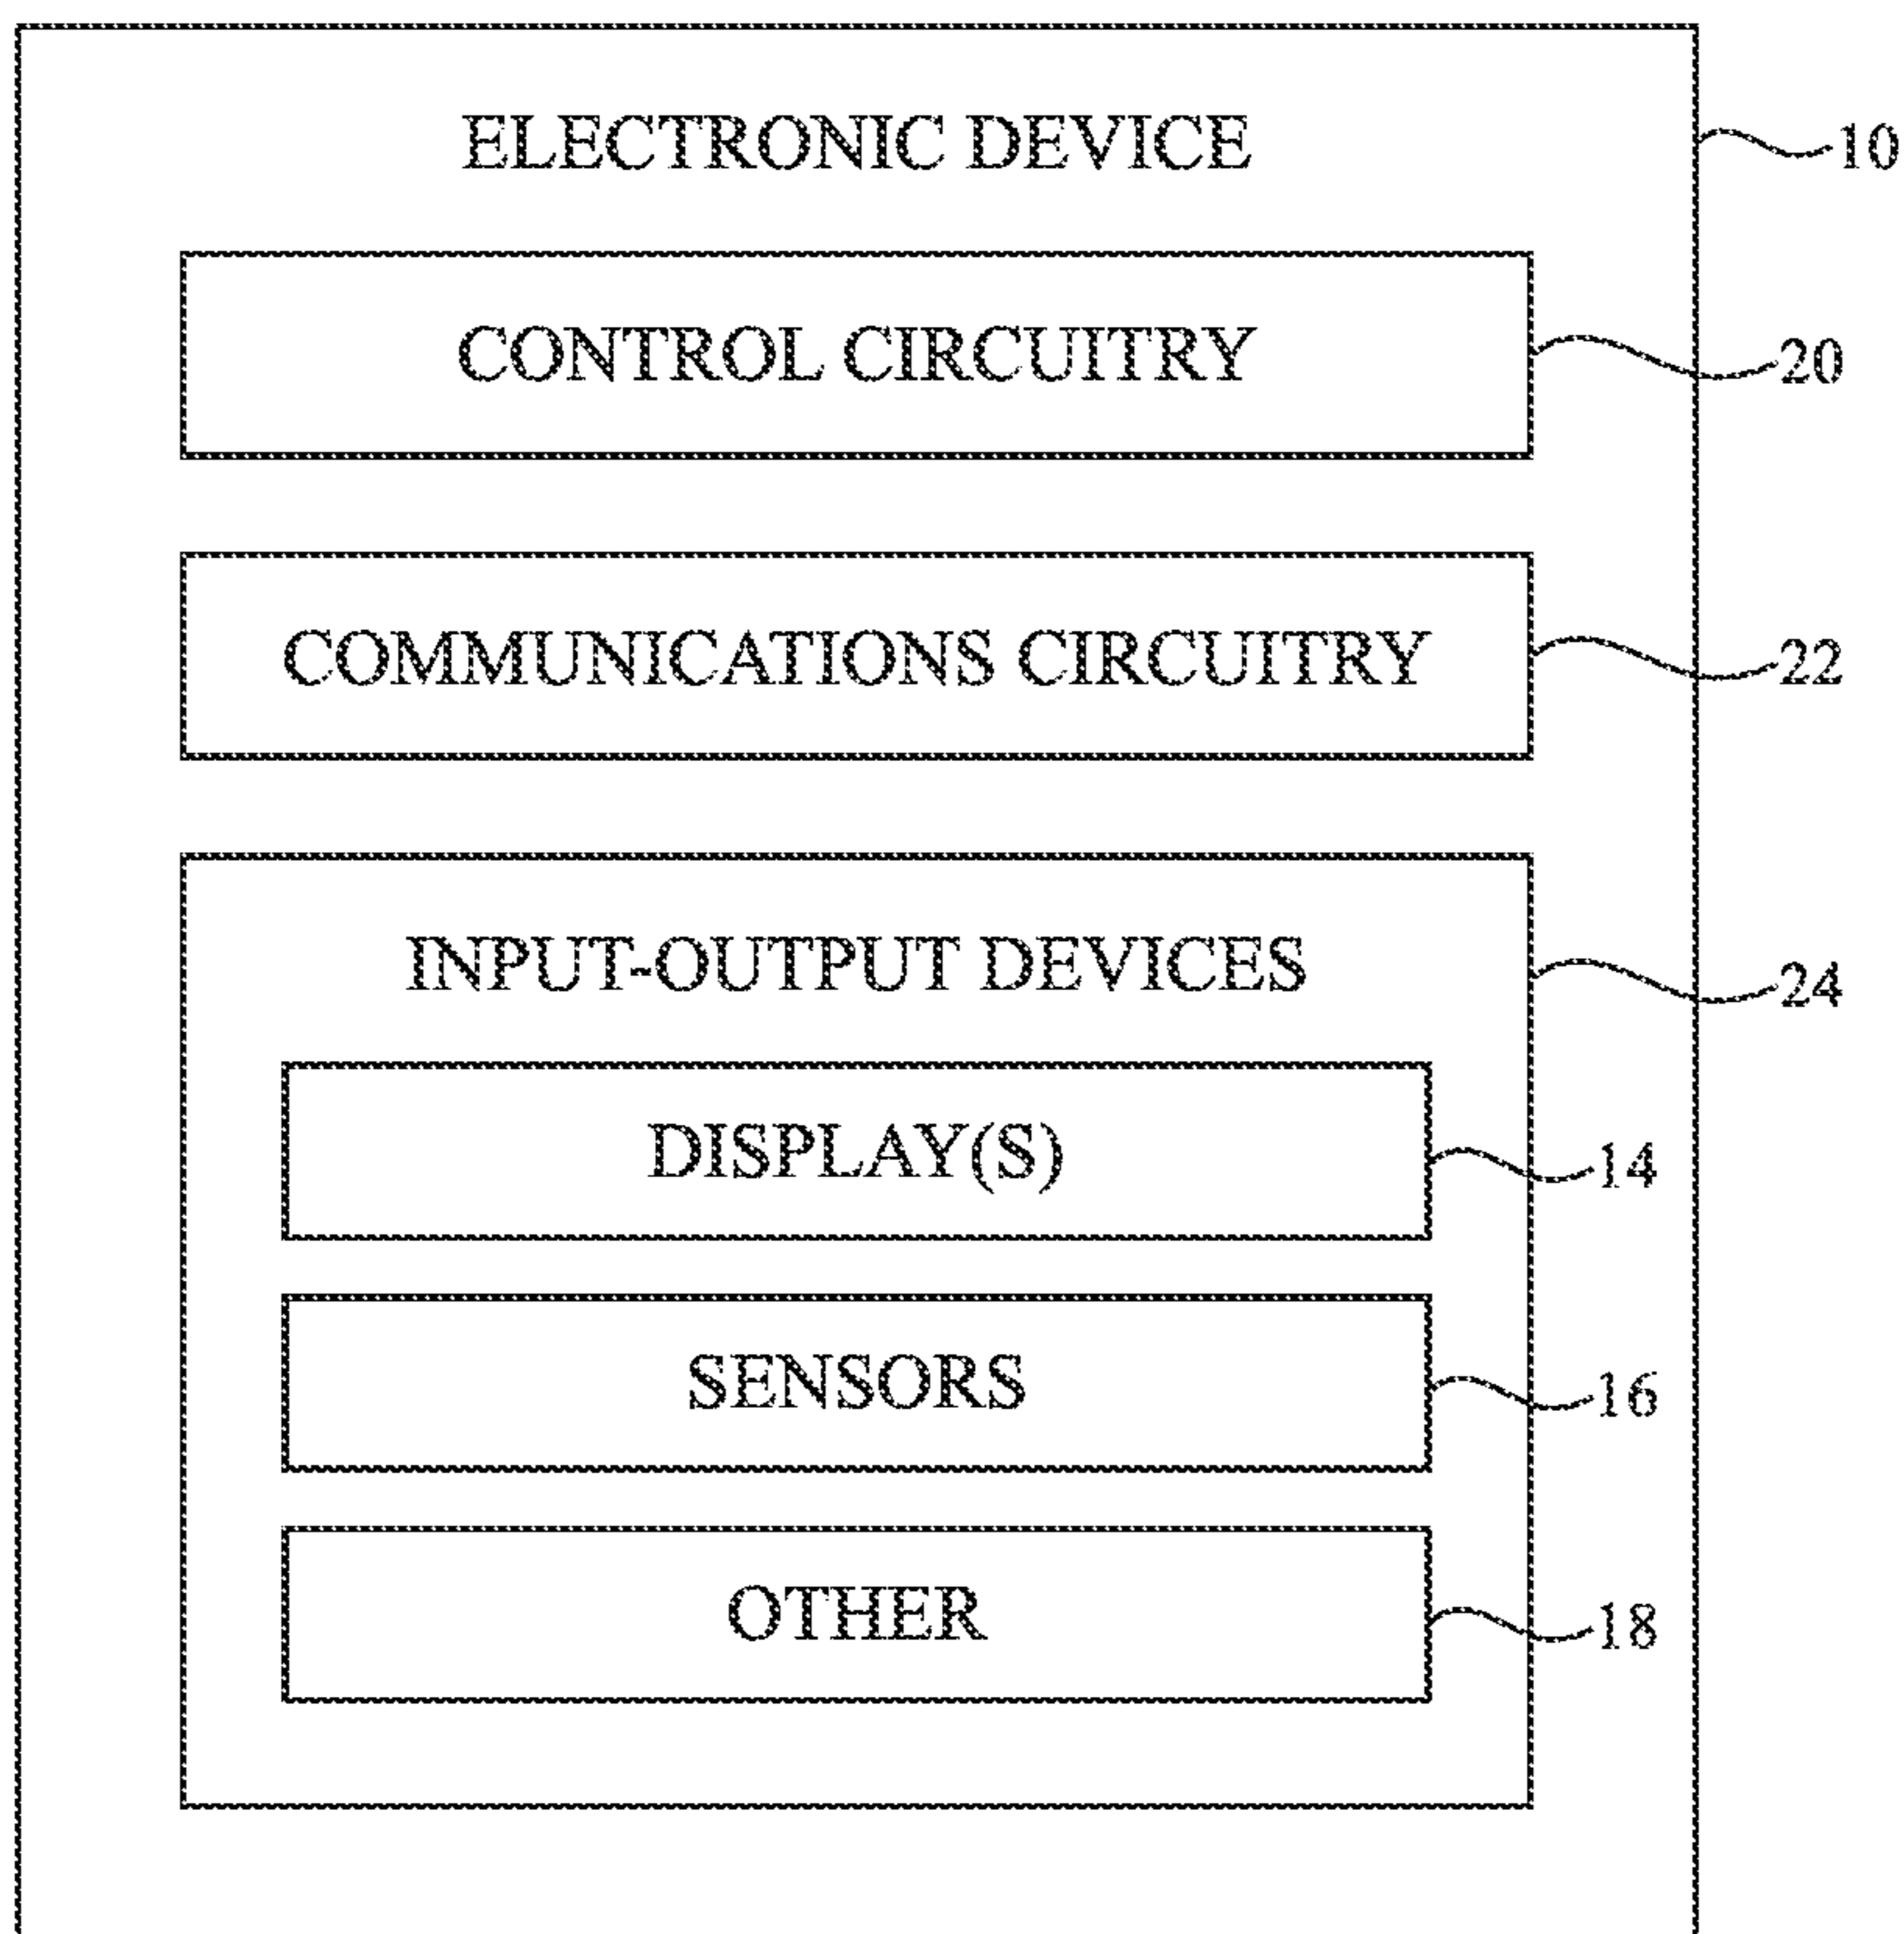 ELECTRONIC DEVICE
10
CONTROL CIRCUITRY
20
COMMUNICATIONS CIRCUITRY
22
INPUT-OUTPUT DEVICES
24
DISPLAY(S)
14
SENSORS
16
OTHER
18